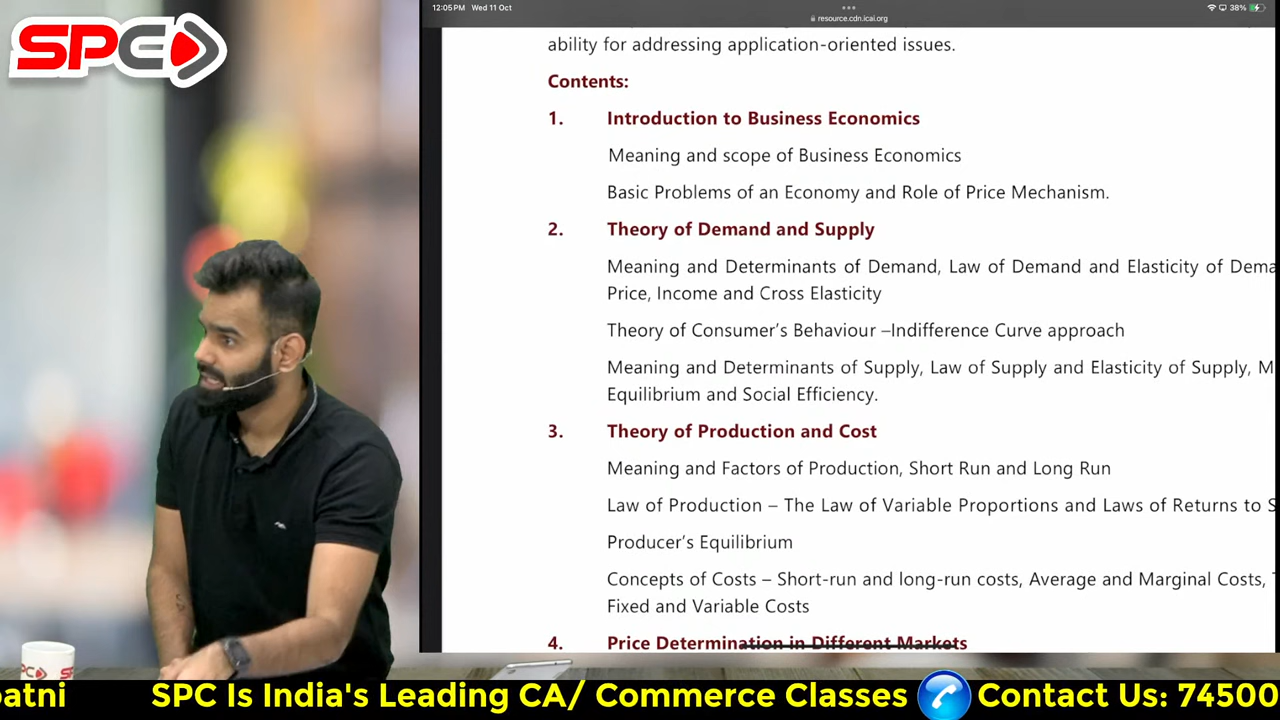 SPC
12:05 PM Wed 11 Oct
resource.cdn.icai.org
38%
ability for addressing application-oriented issues.
Contents:
1. Introduction to Business Economics
Meaning and scope of Business Economics
Basic Problems of an Economy and Role of Price Mechanism.
2. Theory of Demand and Supply
Meaning and Determinants of Demand, Law of Demand and Elasticity of Dema
Price, Income and Cross Elasticity
Theory of Consumer's Behaviour –Indifference Curve approach
Meaning and Determinants of Supply, Law of Supply and Elasticity of Supply, M
Equilibrium and Social Efficiency.
3. Theory of Production and Cost
Meaning and Factors of Production, Short Run and Long Run
Law of Production – The Law of Variable Proportions and Laws of Returns to S
Producer's Equilibrium
Concepts of Costs – Short-run and long-run costs, Average and Marginal Costs,
Fixed and Variable Costs
4. Price Determination in Different Markets
SPC
patni SPC Is India's Leading CA/ Commerce Classes Contact Us: 74500